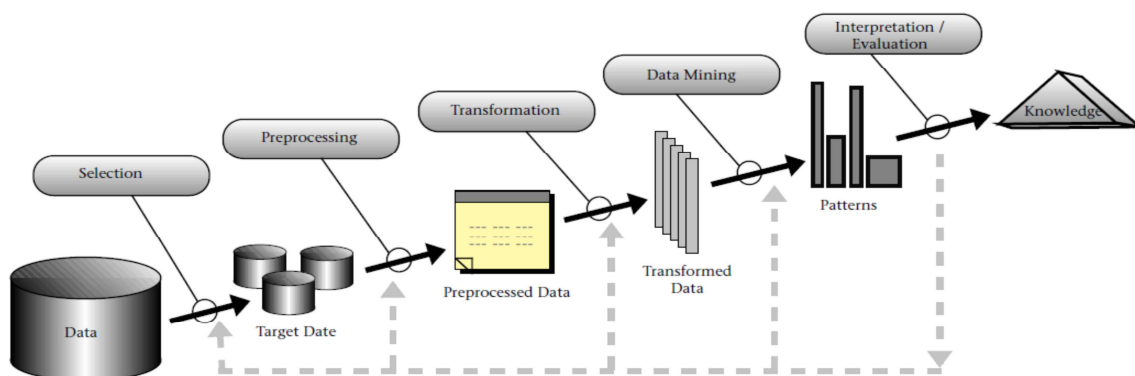 Interpretation /
Evaluation
Data Mining
Transformation
Preprocessing
Selection
Data
Target Date
Preprocessed Data
Transformed
Data
Patterns
Knowledge